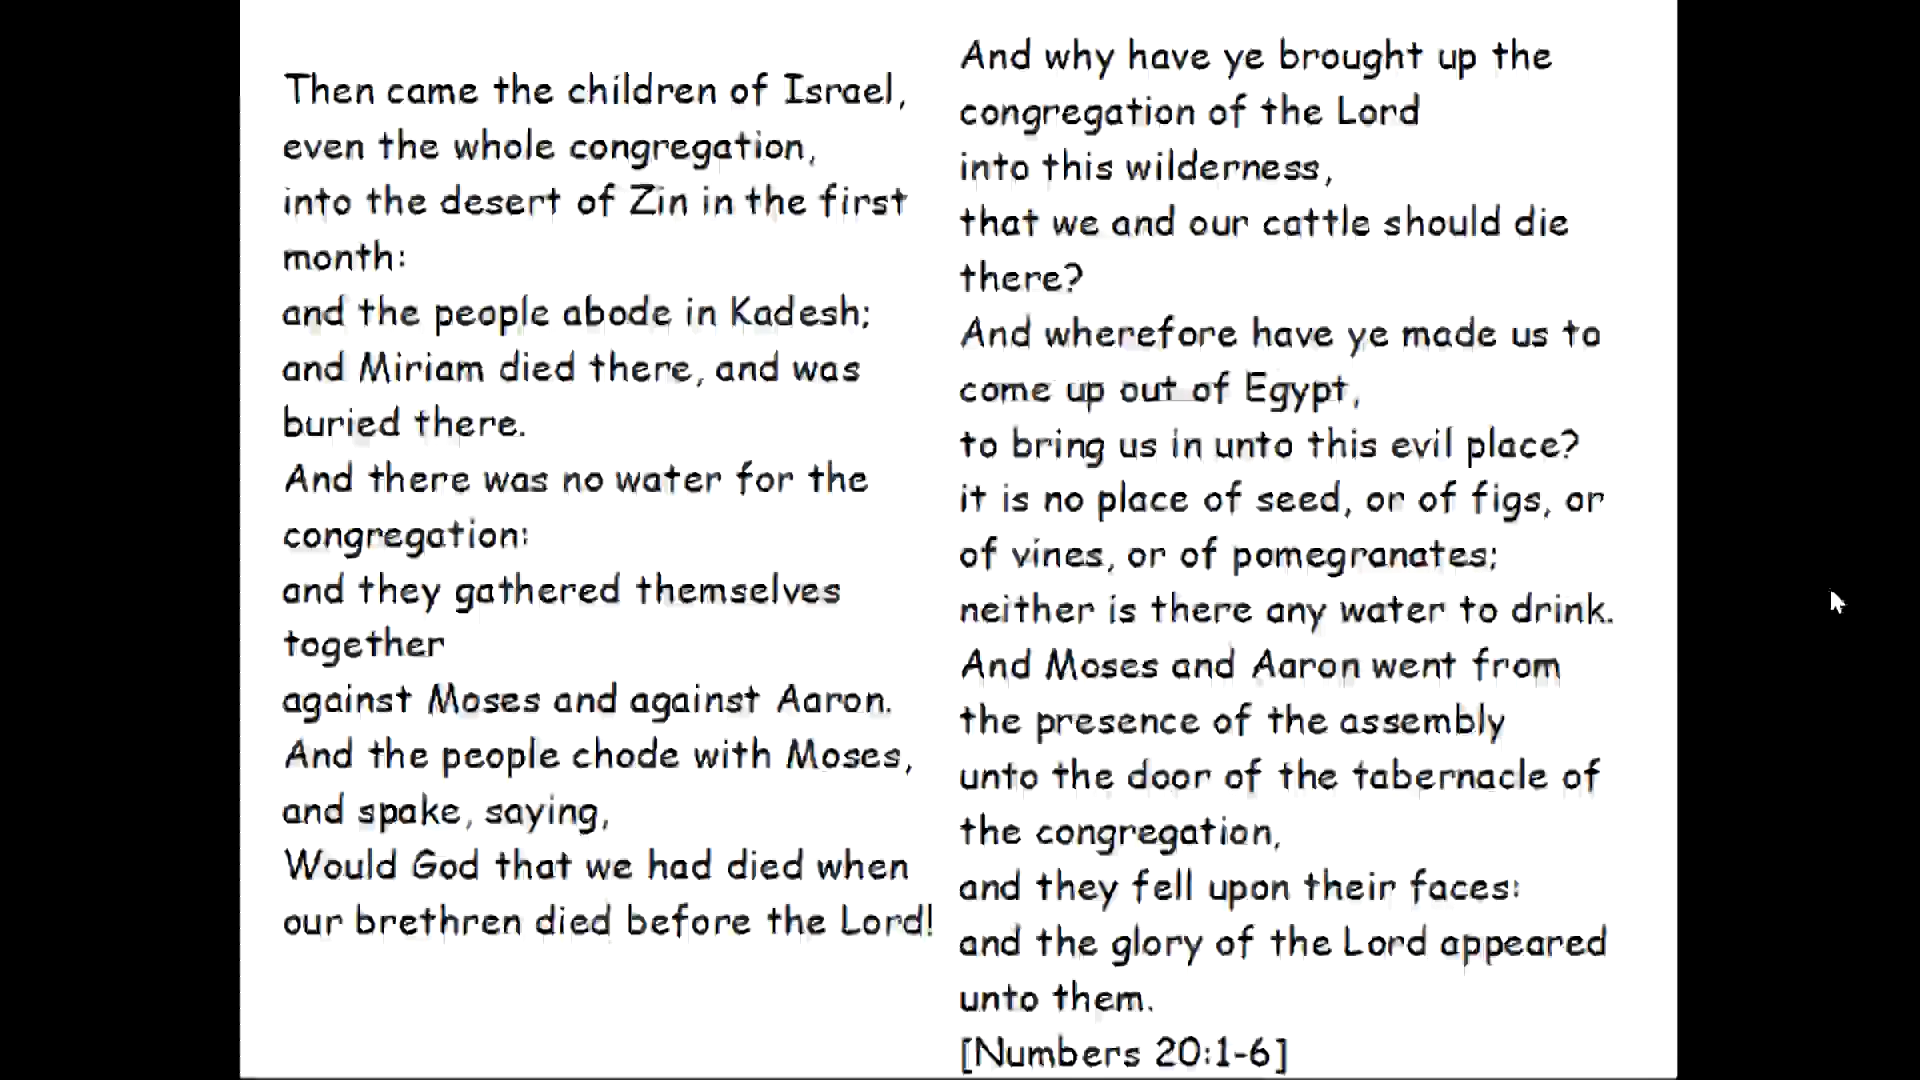 Then came the children of Israel,
even the whole congregation,
into the desert of Zin in the first
month:
and the people abode in Kadesh;
and Miriam died there, and was
buried there.
And there was no water for the
congregation:
and they gathered themselves
together
against Moses and against Aaron.
And the people chode with Moses,
and spake, saying,
Would God that we had died when
our brethren died before the Lord!
And why have ye brought up the
congregation of the Lord
into this wilderness,
that we and our cattle should die
there?
And wherefore have ye made us to
come up out of Egypt,
to bring us in unto this evil place?
it is no place of seed, or of figs, or
of vines, or of pomegranates;
neither is there any water to drink.
And Moses and Aaron went from
the presence of the assembly
unto the door of the tabernacle of
the congregation,
and they fell upon their faces:
and the glory of the Lord appeared
unto them.
[Numbers 20:1-6]